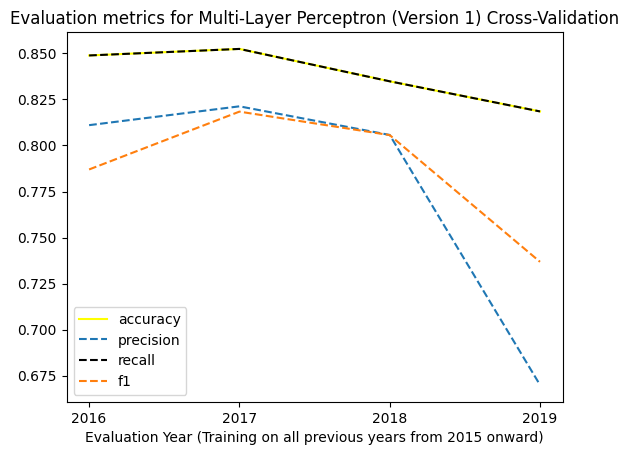 Evaluation metrics for Multi-Layer Perceptron (Version 1) Cross-Validation
0.850
0.825
0.800
0.775
0.750
0.725
0.700
0.675
accuracy
precision
recall
f1
2016 2017 2018 2019
Evaluation Year (Training on all previous years from 2015 onward)